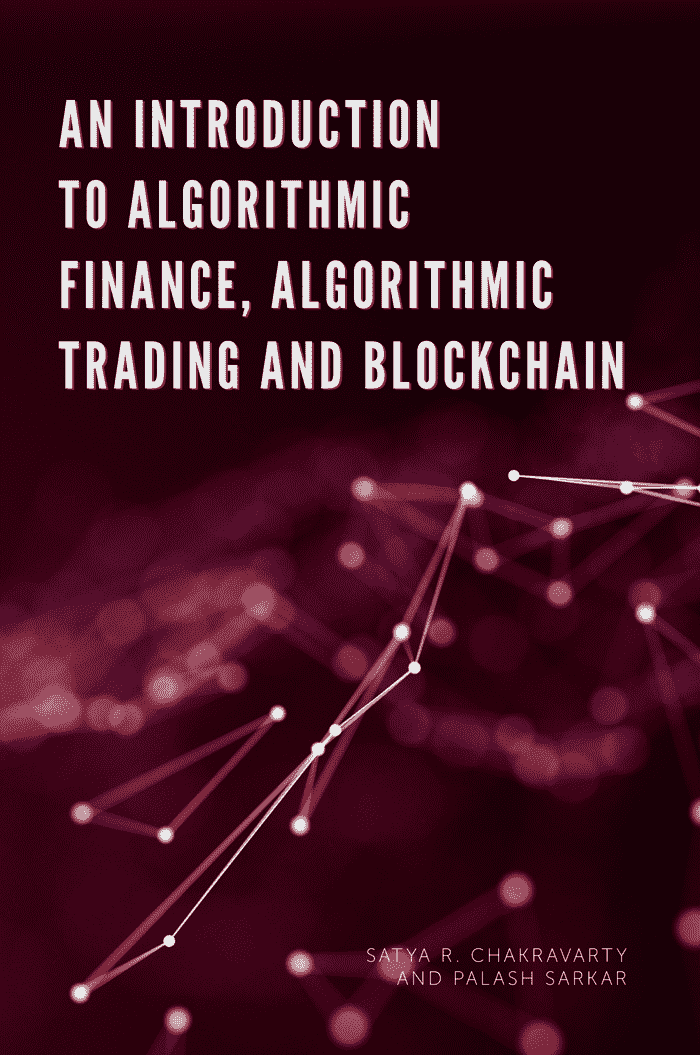 AN INTRODUCTION
TO ALGORITHMIC
FINANCE, ALGORITHMIC
TRADING AND BLOCKCHAIN
SATYA R. CHAKRAVARTY
AND PALASH SARKAR